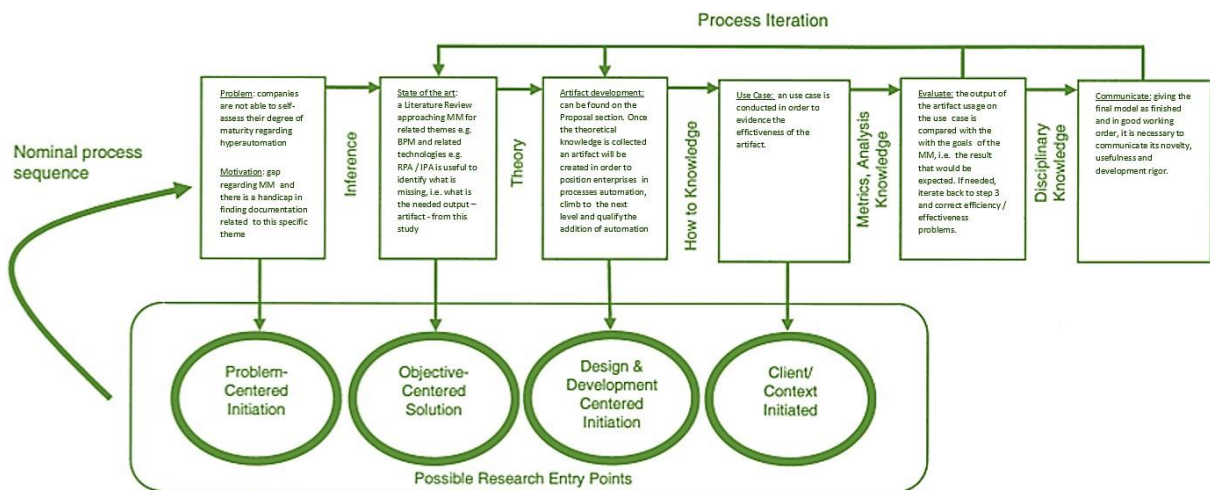 Process Iteration
Nominal process
sequence
Problem: companies
are not able to self-
assess their degree of
maturity regarding
hyperautomation
Motivation: gap
regarding MM and
there is a handicap in
finding documentation
related to this specific
theme
Inference
State of the art:
a Literature Review
approaching MM for
related themes e.g.
BPM and related
technologies e.g.
RPA / IPA is useful to
identify what is
missing, i.e. what is
the needed output –
artifact - from this
study
Theory
Artifact development:
can be found on the
Proposal section. Once
the theoretical
knowledge is collected
an artifact will be
created in order to
position enterprises in
processes automation,
climb to the next
level and qualify the
addition of automation
How to Knowledge
Use Case: an use case is
conducted in order to
evidence the
effictiveness of the
artifact.
Metrics, Analysis
Knowledge
Evaluate: the output of
the artifact usage on
the use case is
compared with the
with the goals of the
MM, i.e. the result
that would be
expected. If needed,
iterate back to step 3
and correct efficiency /
effectiveness
problems.
Disciplinary
Knowledge
Communicate: giving the
final model as finished
and in good working
order, it is necessary to
communicate its novelty,
usefulness and
development rigor.
Problem-
Centered
Initiation
Objective-
Centered
Solution
Design &
Development
Centered
Initiation
Client/
Context
Initiated
Possible Research Entry Points